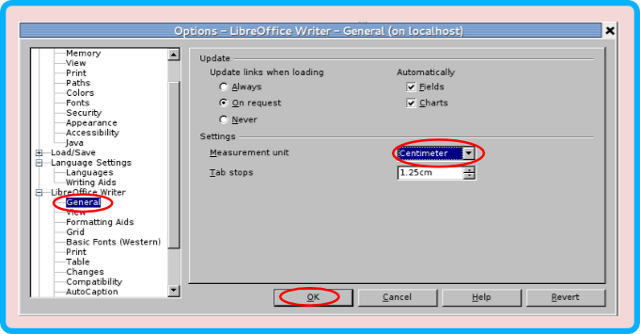 Options - LibreOffice Writer - General (on localhost)
Memory
View
Print
Paths
Colors
Fonts
Security
Appearance
Accessibility
Java
Load/Save
Language Settings
Languages
Writing Aids
LibreOffice Writer
General
View
Formatting Aids
Grid
Basic Fonts (Western)
Print
Table
Changes
Compatibility
AutoCaption
Update
Update links when loading
Always
On request
Never
Automatically
Fields
Charts
Settings
Measurement unit
Centimeter
Tab stops
1.25cm
OK
Cancel
Help
Revert